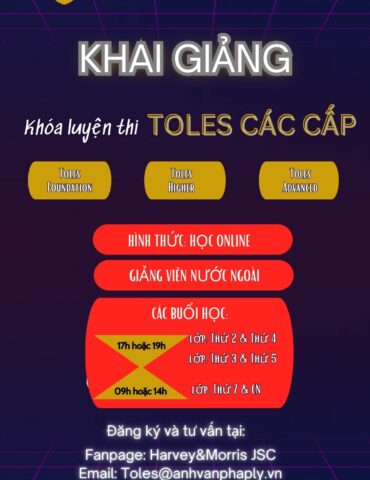 KHAI GIẢNG
Khóa luyện thi TOLES CÁC CẤP
TOLES FOUNDATION
TOLES HIGHER
TOLES ADVANCED
HÌNH THỨC: HỌC ONLINE
GIẢNG VIÊN NƯỚC NGOÀI
CÁC BUỔI HỌC:
17h hoặc 19h
LỚP: THỨ 2 & THỨ 4
LỚP: THỨ 3 & THỨ 5
09h hoặc 14h
LỚP: THỨ 7 & CN
Đăng ký và tư vấn tại:
Fanpage: Harvey&Morris JSC
Email: Toles@anhvanphaply.vn